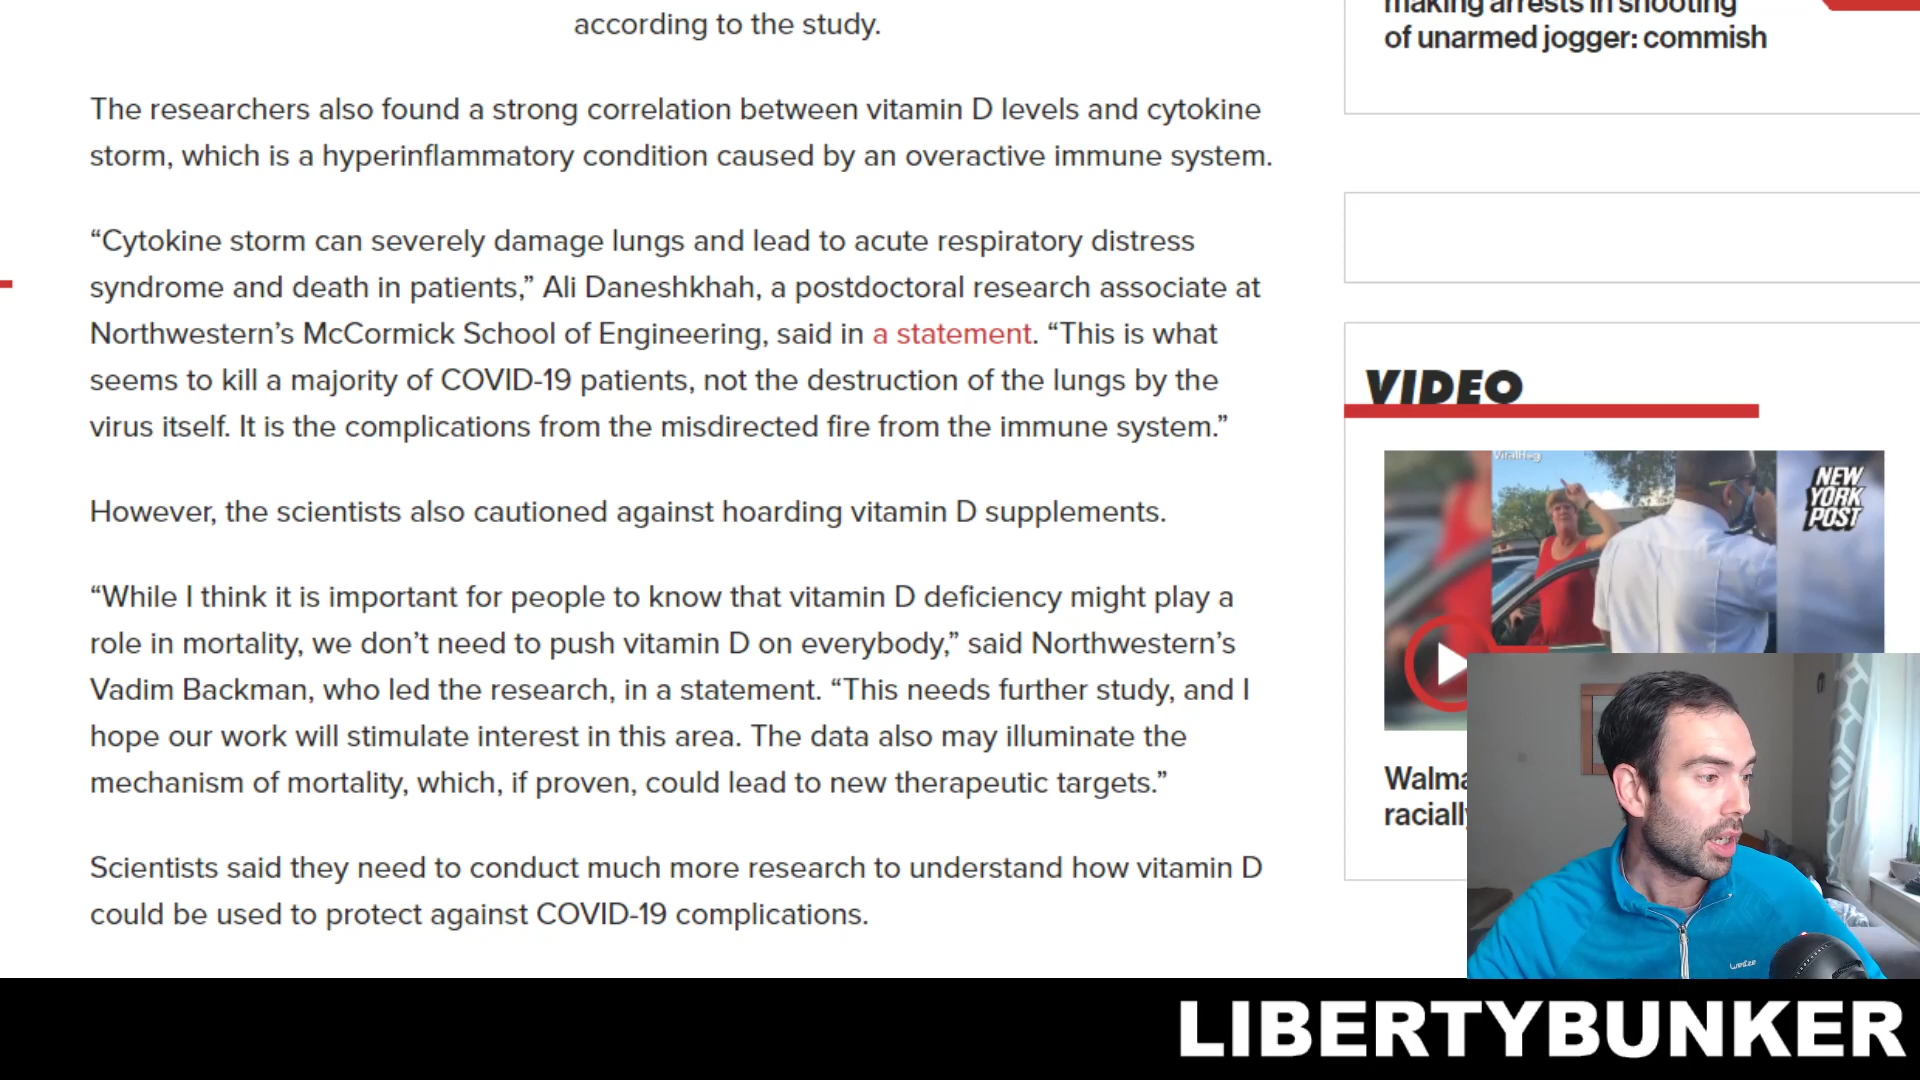 according to the study.
The researchers also found a strong correlation between vitamin D levels and cytokine
storm, which is a hyperinflammatory condition caused by an overactive immune system.
“Cytokine storm can severely damage lungs and lead to acute respiratory distress
syndrome and death in patients,” Ali Daneshkhah, a postdoctoral research associate at
Northwestern’s McCormick School of Engineering, said in a statement. “This is what
seems to kill a majority of COVID-19 patients, not the destruction of the lungs by the
virus itself. It is the complications from the misdirected fire from the immune system.”
However, the scientists also cautioned against hoarding vitamin D supplements.
“While I think it is important for people to know that vitamin D deficiency might play a
role in mortality, we don’t need to push vitamin D on everybody,” said Northwestern’s
Vadim Backman, who led the research, in a statement. “This needs further study, and I
hope our work will stimulate interest in this area. The data also may illuminate the
mechanism of mortality, which, if proven, could lead to new therapeutic targets.”
Scientists said they need to conduct much more research to understand how vitamin D
could be used to protect against COVID-19 complications.
making arrests in shooting
of unarmed jogger: commish
VIDEO
ViralHog
NEW
YORK
POST
Walma
racially
wedze
LIBERTYBUNKER